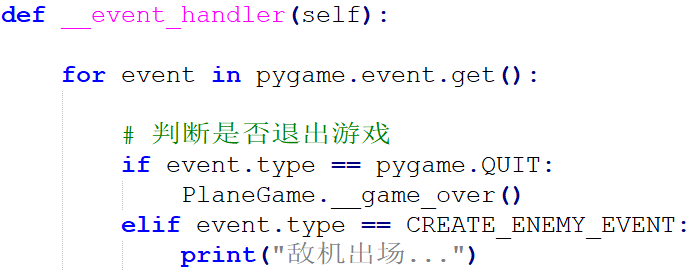 def __event_handler(self):
for event in pygame.event.get():
# 判断是否退出游戏
if event.type == pygame.QUIT:
PlaneGame.__game_over()
elif event.type == CREATE_ENEMY_EVENT:
print("敌机出场...")